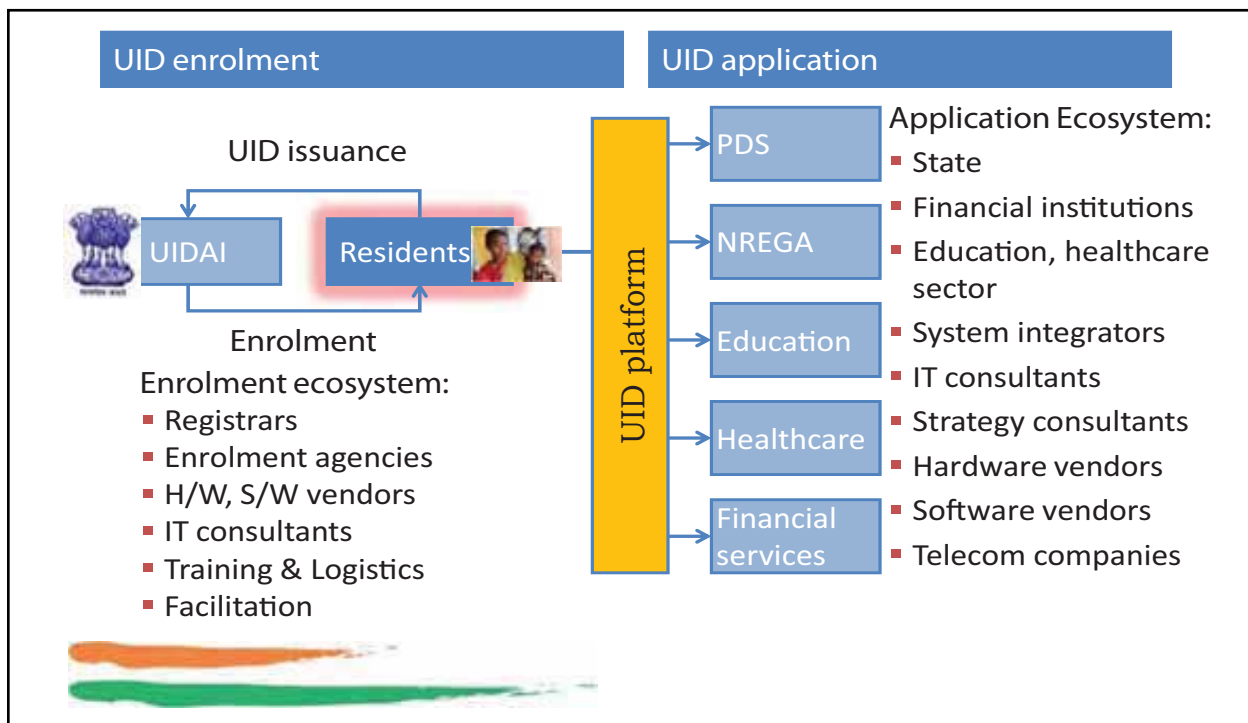 UID enrolment
UID application
UID issuance
UIDAI
Residents
Enrolment
Enrolment ecosystem:
▪ Registrars
▪ Enrolment agencies
▪ H/W, S/W vendors
▪ IT consultants
▪ Training & Logistics
▪ Facilitation
UID platform
PDS
NREGA
Education
Healthcare
Financial
services
Application Ecosystem:
▪ State
▪ Financial institutions
▪ Education, healthcare
sector
▪ System integrators
▪ IT consultants
▪ Strategy consultants
▪ Hardware vendors
▪ Software vendors
▪ Telecom companies